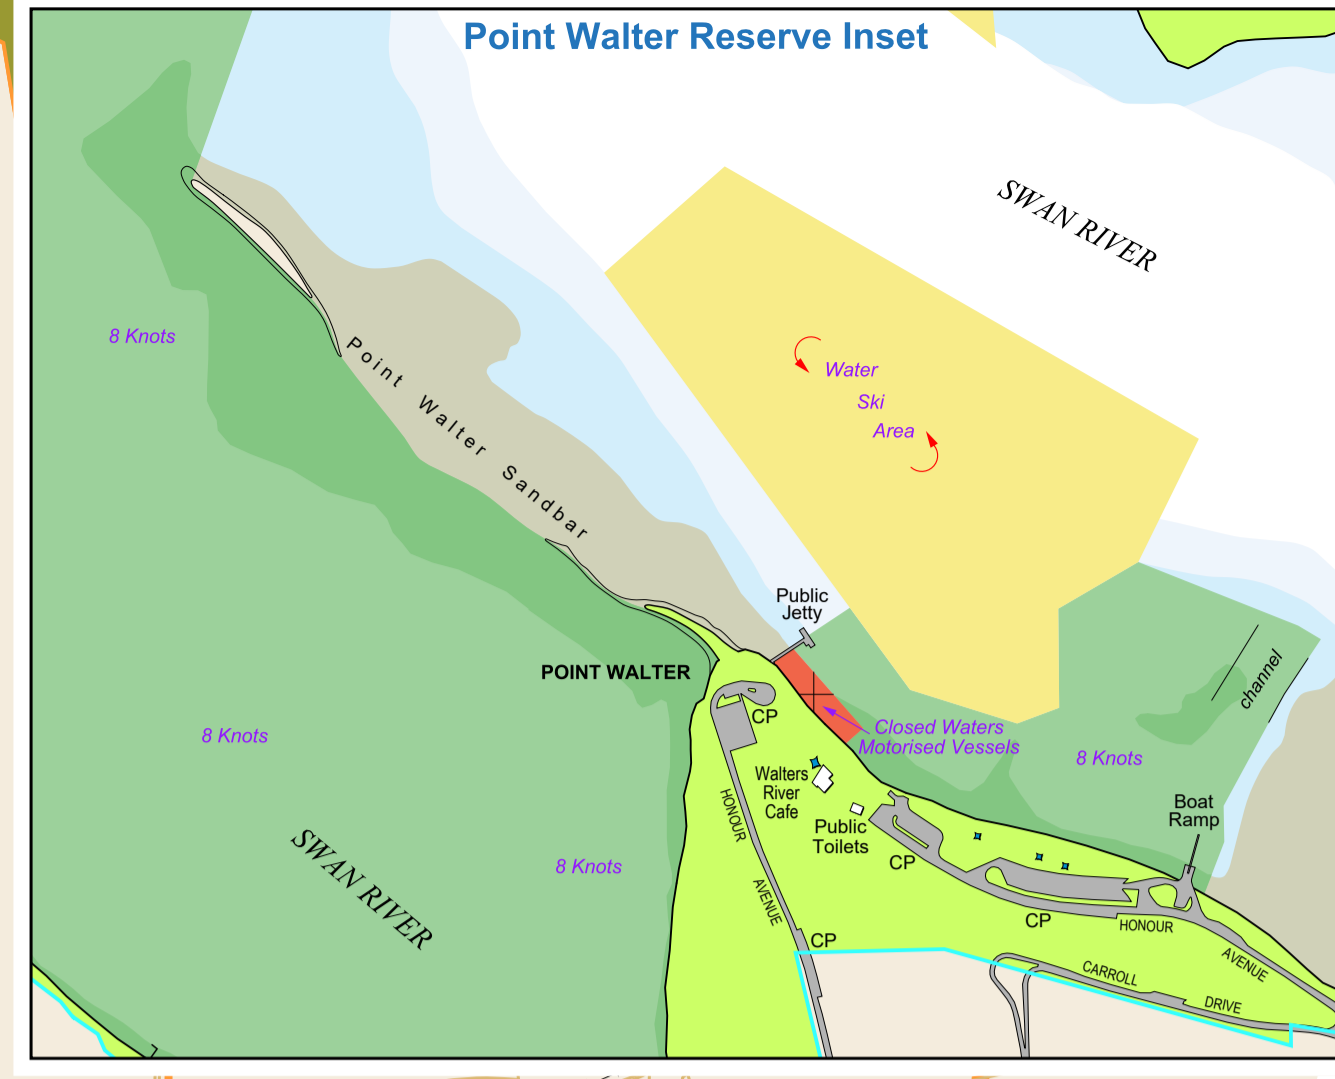 Point Walter Reserve Inset
SWAN RIVER
8 Knots
Point Walter Sandbar
Water
Ski
Area
Public
Jetty
POINT WALTER
channel
Closed Waters
Motorised Vessels
8 Knots
8 Knots
CP
Walters
River
Cafe
Public
Toilets
Boat
Ramp
HONOUR
AVENUE
CP
8 Knots
SWAN RIVER
CP
CP
HONOUR
AVENUE
CARROLL
DRIVE